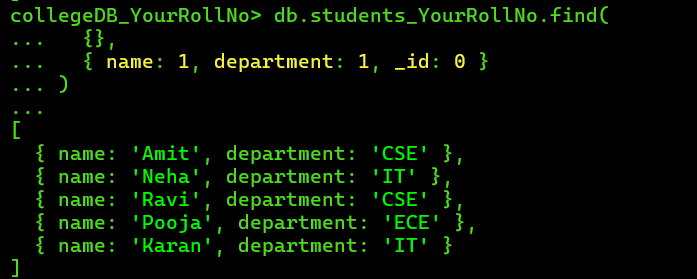 collegeDB_YourRollNo> db.students_YourRollNo.find(
...   {},
...   { name: 1, department: 1, _id: 0 }
... )
...
[
  { name: 'Amit', department: 'CSE' },
  { name: 'Neha', department: 'IT' },
  { name: 'Ravi', department: 'CSE' },
  { name: 'Pooja', department: 'ECE' },
  { name: 'Karan', department: 'IT' }
]